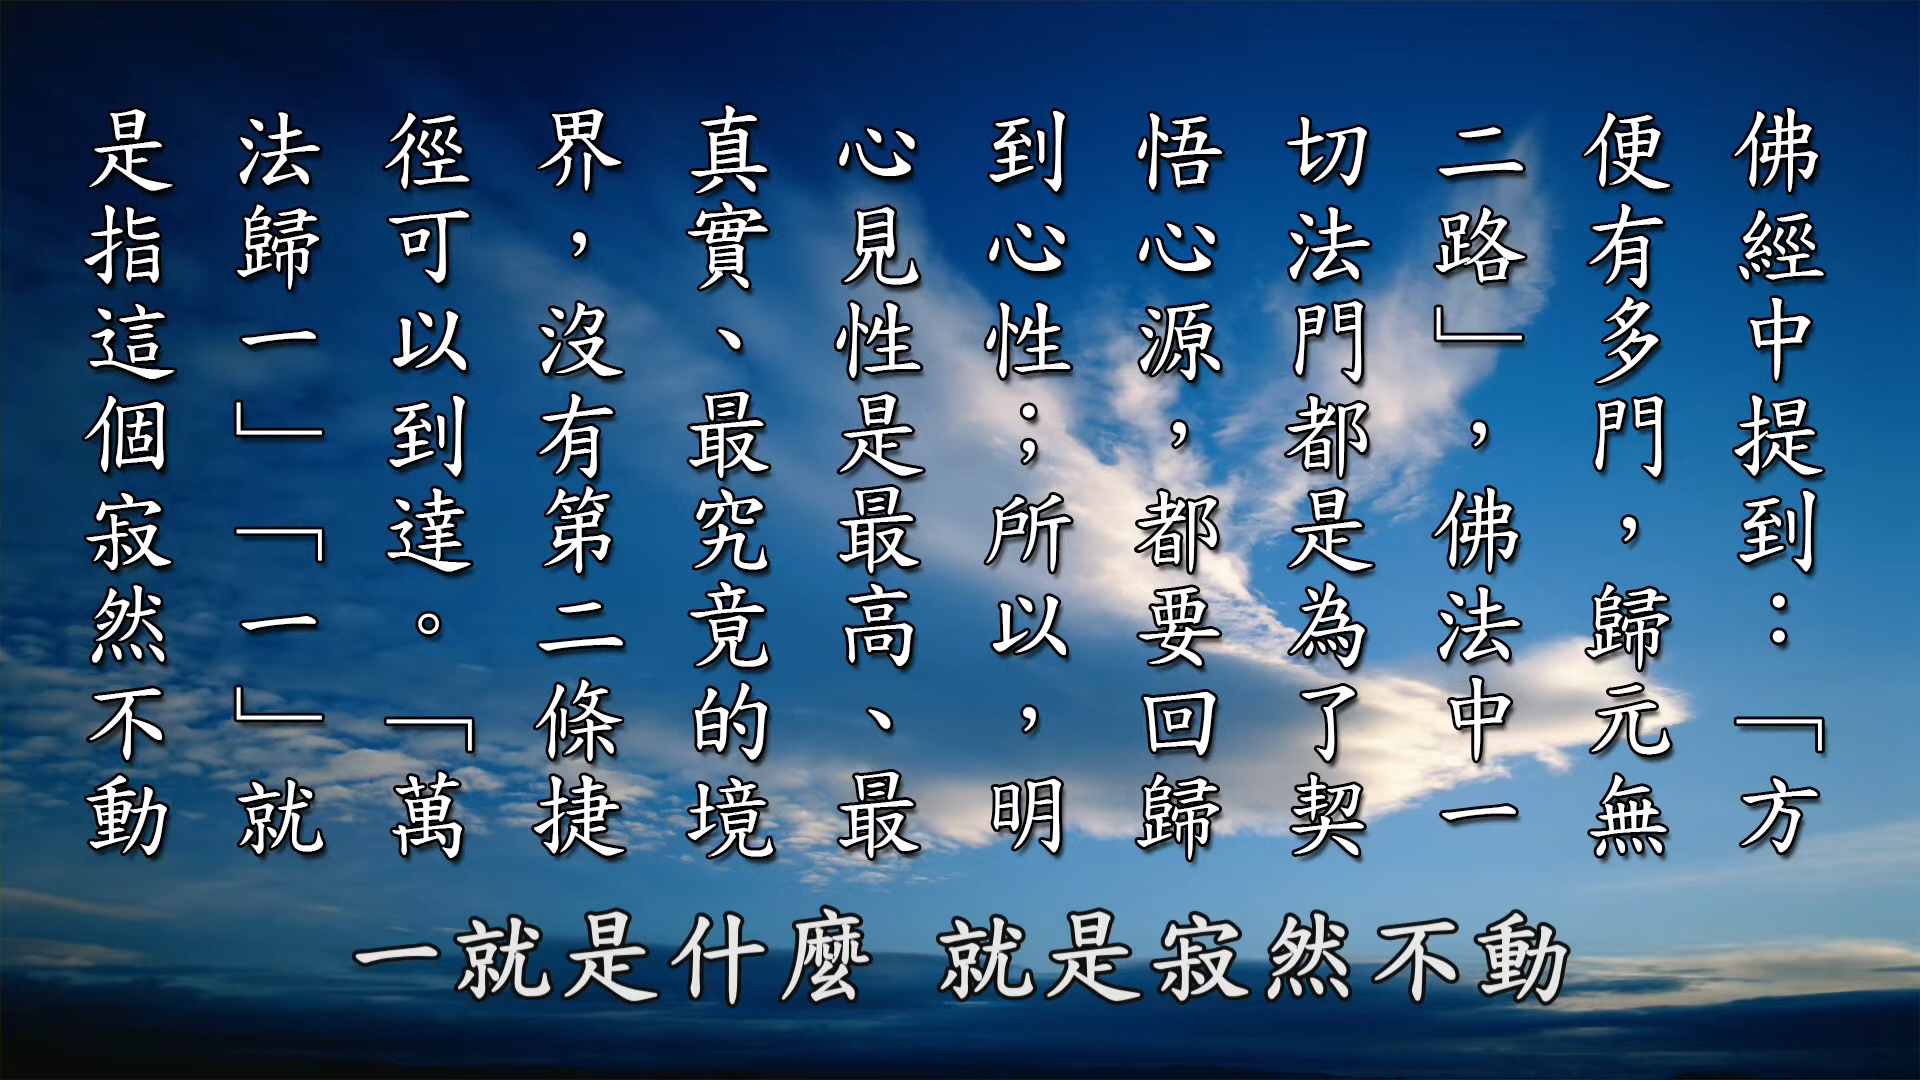 佛經中提到：「方
便有多門，歸元無
二路」，佛法中一
切法門都是為了契
悟心源，都要回歸
到心性；所以，明
心見性是最高、最
真實、最究竟的境
界，沒有第二條捷
徑可以到達。「萬
法歸一」「一」就
是指這個寂然不動
一就是什麼 就是寂然不動